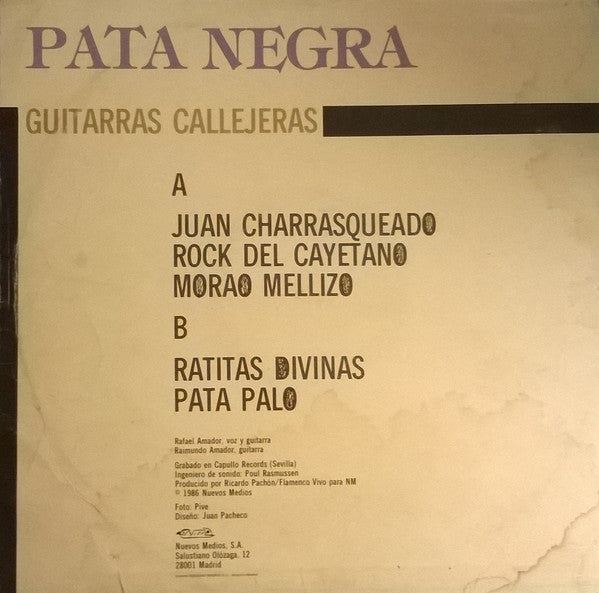 PATA NEGRA
GUITARRAS CALLEJERAS
A
JUAN CHARRASQUEADO
ROCK DEL CAYETANO
MORAO MELLIZO
B
RATITAS DIVINAS
PATA PALO
Rafael Amador, voz y guitarra
Raimundo Amador, guitarra
Grabado en Capullo Records (Sevilla)
Ingeniero de sonido: Poul Rasmussen
Producido por Ricardo Pachón/Flamenco Vivo para NM
© 1986 Nuevos Medios
Foto: Pive
Diseño: Juan Pacheco
Nuevos Medios, S.A.
Salustiano Olózaga, 12
28001 Madrid